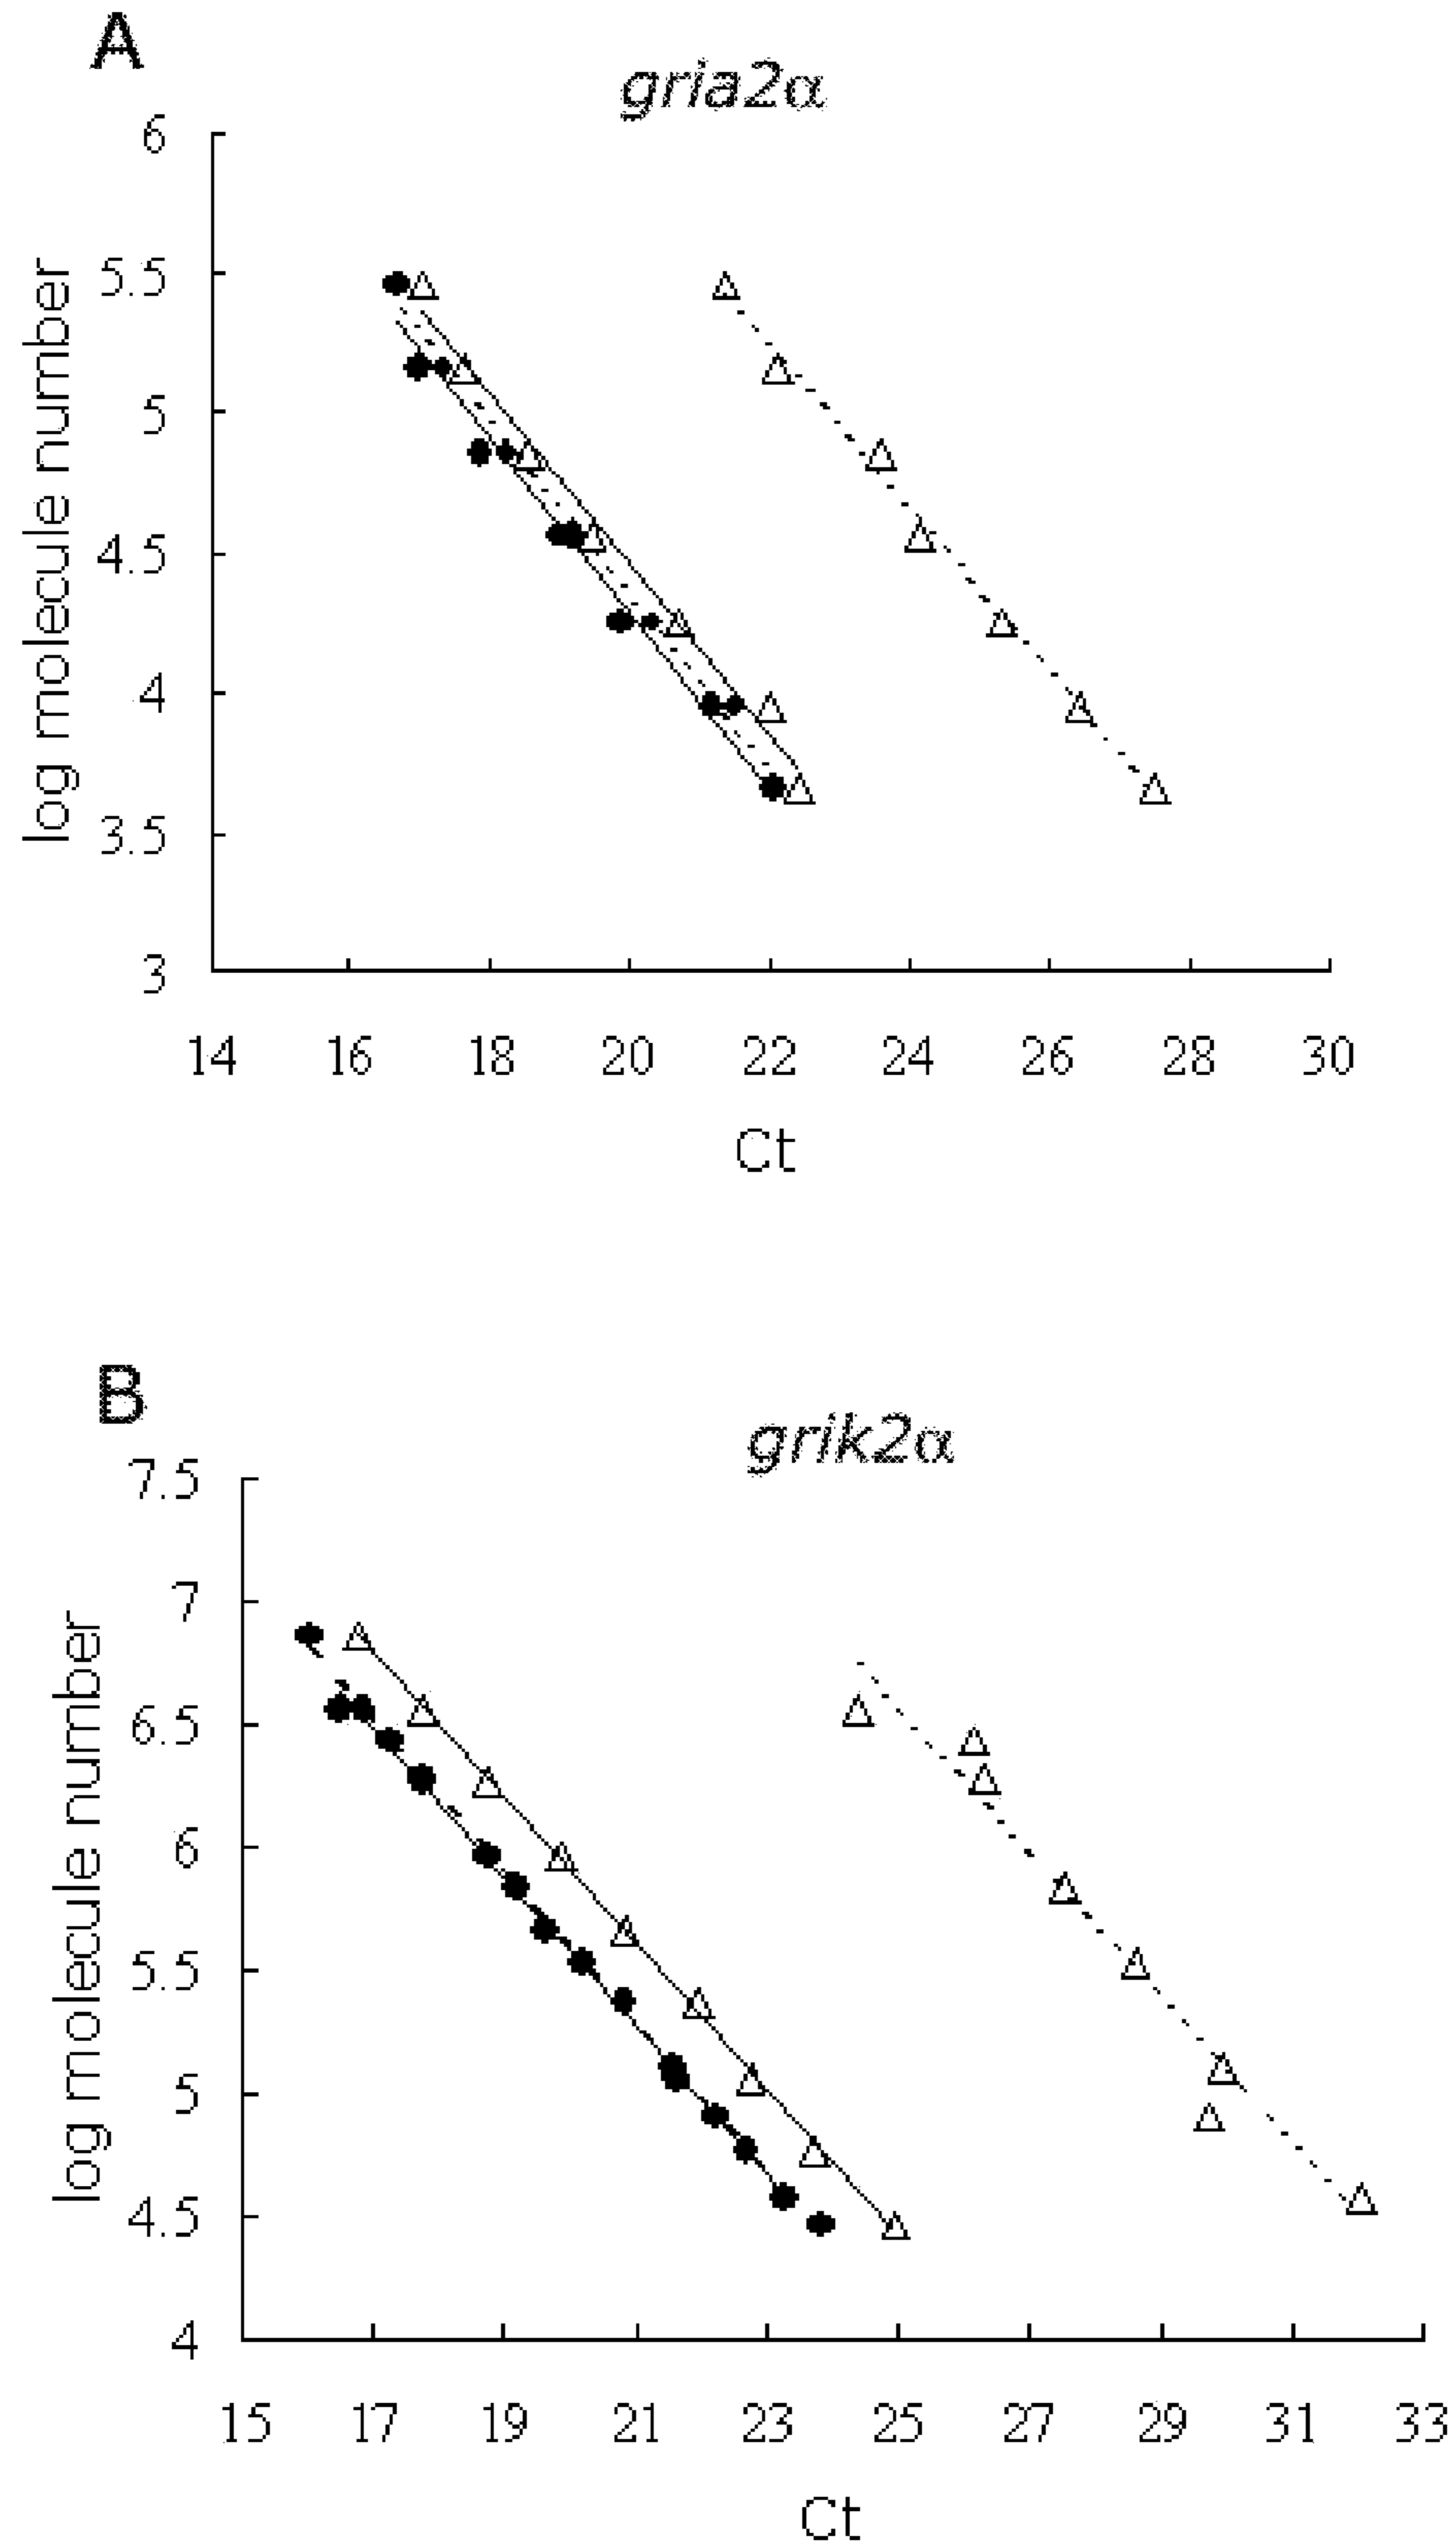 A
gria2α
log molecule number
6
5.5
5
4.5
4
3.5
3
14 16 18 20 22 24 26 28 30
Ct
B
grik2α
log molecule number
7.5
7
6.5
6
5.5
5
4.5
4
15 17 19 21 23 25 27 29 31 33
Ct